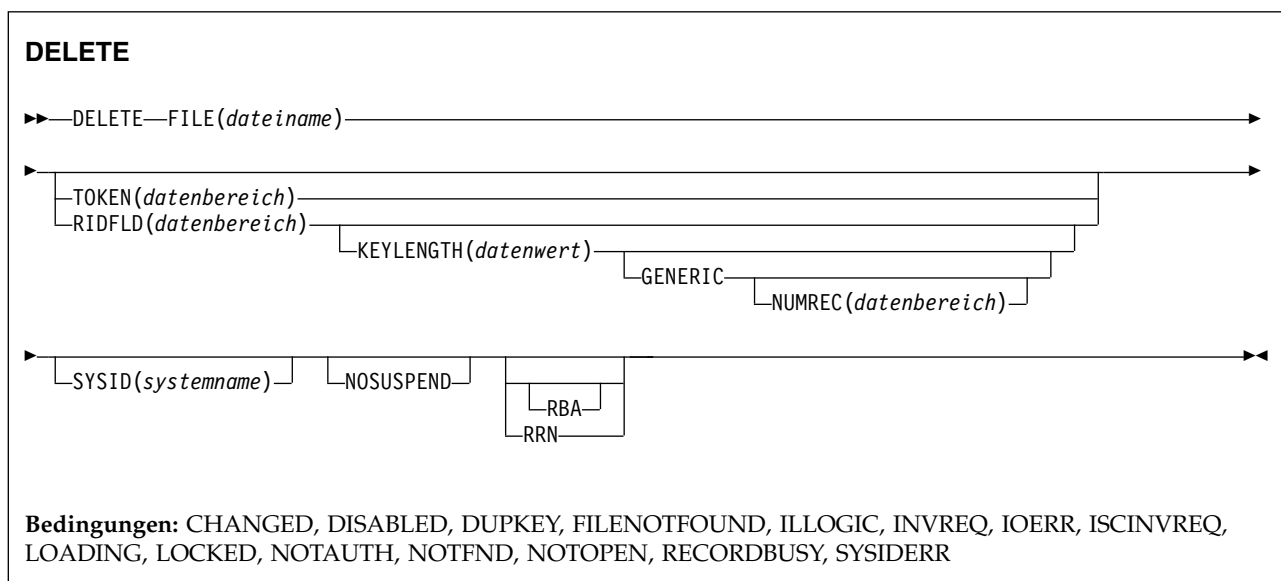 DELETE
DELETE FILE(dateiname)
TOKEN(datenbereich)
RIDFLD(datenbereich)
KEYLENGTH(datenwert)
GENERIC
NUMREC(datenbereich)
SYSID(systemname) NOSUSPEND
RBA
RRN
Bedingungen: CHANGED, DISABLED, DUPKEY, FILENOTFOUND, ILLOGIC, INVREQ, IOERR, ISCINVREQ,
LOADING, LOCKED, NOTAUTH, NOTFND, NOTOPEN, RECORDBUSY, SYSIDERR